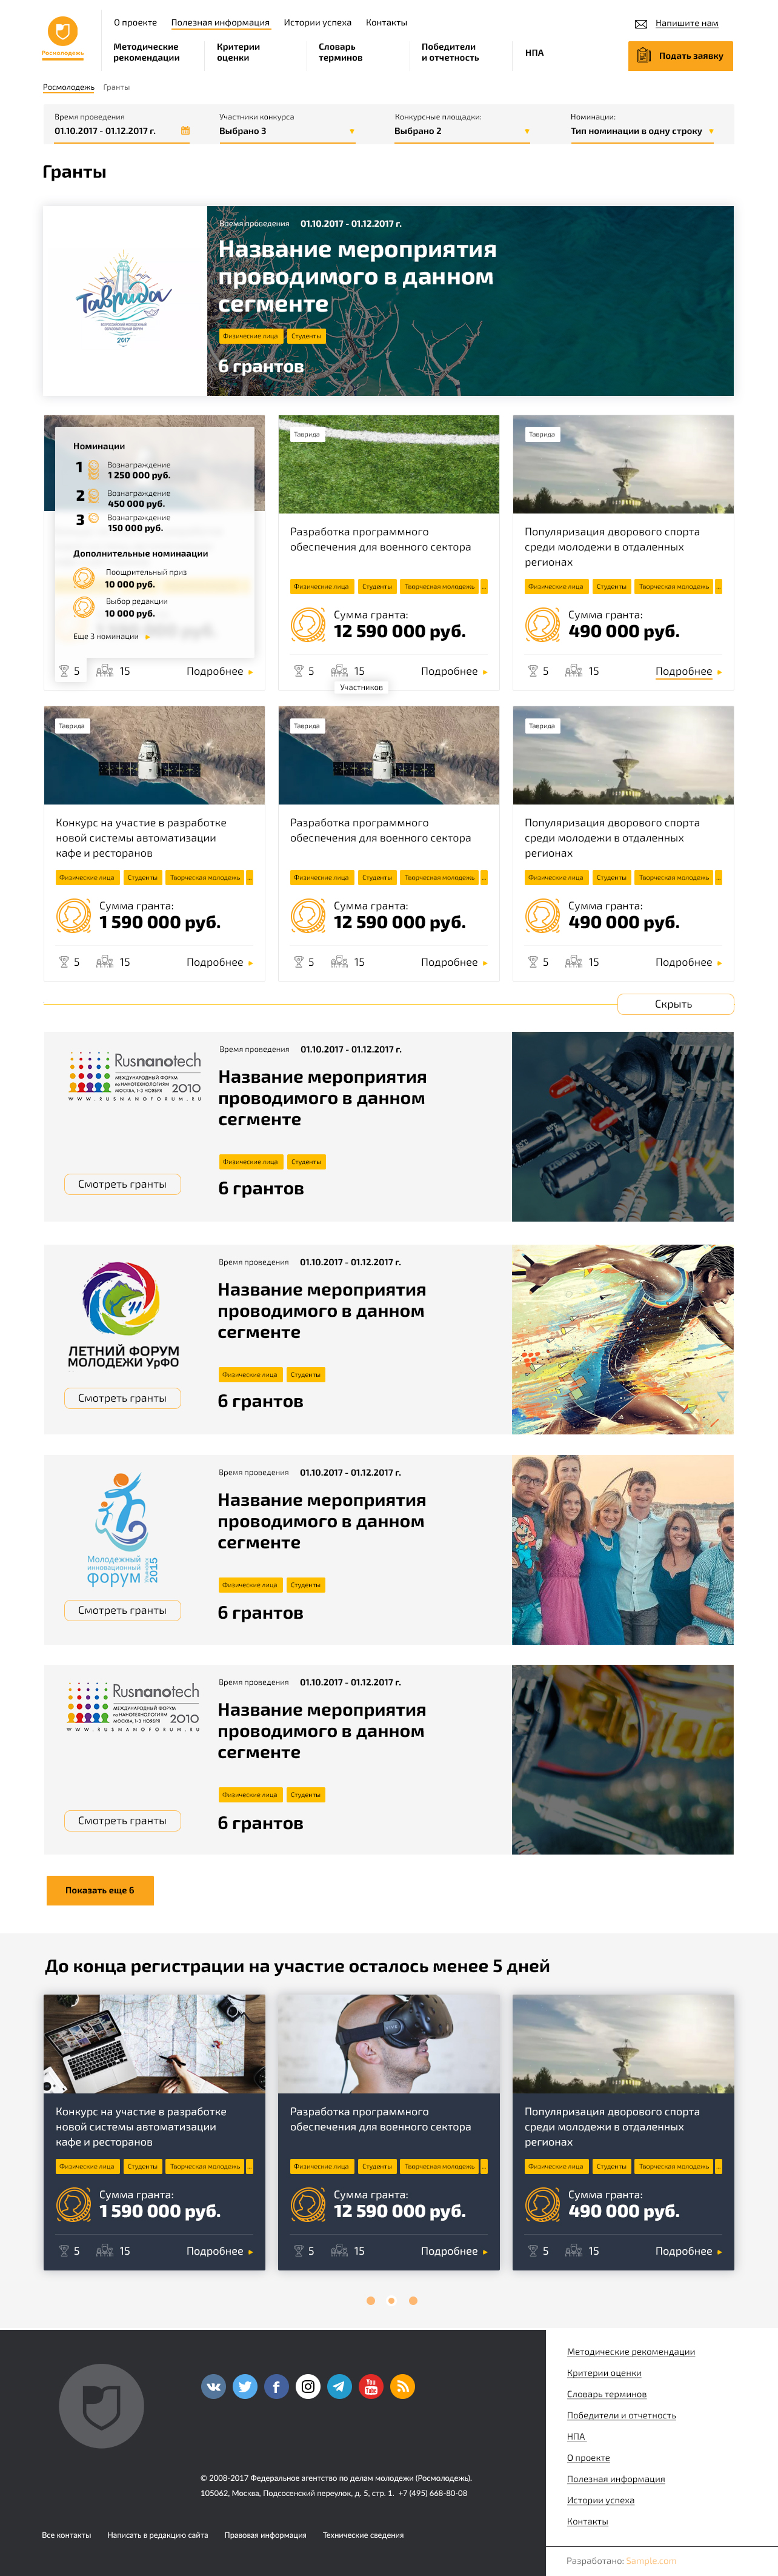 О проекте
Полезная информация
Истории успеха
Контакты
Напишите нам
Росмолодежь
Методические
рекомендации
Критерии
оценки
Словарь
терминов
Победители
и отчетность
НПА
Подать заявку
Росмолодежь
Гранты
Время проведения
01.10.2017 - 01.12.2017 г.
Участники конкурса
Выбрано 3
Конкурсные площадки:
Выбрано 2
Номинации:
Тип номинации в одну строку
Гранты
Таврида
ВСЕРОССИЙСКИЙ МОЛОДЕЖНЫЙ
ОБРАЗОВАТЕЛЬНЫЙ ФОРУМ
2017
Время проведения 01.10.2017 - 01.12.2017 г.
Название мероприятия
проводимого в данном
сегменте
Физические лица Студенты
6 грантов
Номинации
1 Вознаграждение
1 250 000 руб.
2 Вознаграждение
450 000 руб.
3 Вознаграждение
150 000 руб.
Дополнительные номинаации
Поощрительный приз
10 000 руб.
Выбор редакции
10 000 руб.
Еще 3 номинации
5 15 Подробнее
Таврида
Разработка программного
обеспечения для военного сектора
Физические лица Студенты Творческая молодежь ...
Сумма гранта:
12 590 000 руб.
5 15 Подробнее
Участников
Таврида
Популяризация дворового спорта
среди молодежи в отдаленных
регионах
Физические лица Студенты Творческая молодежь ...
Сумма гранта:
490 000 руб.
5 15 Подробнее
Таврида
Конкурс на участие в разработке
новой системы автоматизации
кафе и ресторанов
Физические лица Студенты Творческая молодежь ...
Сумма гранта:
1 590 000 руб.
5 15 Подробнее
Таврида
Разработка программного
обеспечения для военного сектора
Физические лица Студенты Творческая молодежь ...
Сумма гранта:
12 590 000 руб.
5 15 Подробнее
Таврида
Популяризация дворового спорта
среди молодежи в отдаленных
регионах
Физические лица Студенты Творческая молодежь ...
Сумма гранта:
490 000 руб.
5 15 Подробнее
Скрыть
Rusnanotech
МЕЖДУНАРОДНЫЙ ФОРУМ
по НАНОТЕХНОЛОГИЯМ
МОСКВА, 1-3 НОЯБРЯ 2010
WWW.RUSNANOFORUM.RU
Смотреть гранты
Время проведения 01.10.2017 - 01.12.2017 г.
Название мероприятия
проводимого в данном
сегменте
Физические лица Студенты
6 грантов
ЛЕТНИЙ ФОРУМ
МОЛОДЕЖИ УрФО
Смотреть гранты
Время проведения 01.10.2017 - 01.12.2017 г.
Название мероприятия
проводимого в данном
сегменте
Физические лица Студенты
6 грантов
Молодежный
инновационный
форум
2015
Смотреть гранты
Время проведения 01.10.2017 - 01.12.2017 г.
Название мероприятия
проводимого в данном
сегменте
Физические лица Студенты
6 грантов
Rusnanotech
МЕЖДУНАРОДНЫЙ ФОРУМ
по НАНОТЕХНОЛОГИЯМ
МОСКВА, 1-3 НОЯБРЯ 2010
WWW.RUSNANOFORUM.RU
Смотреть гранты
Время проведения 01.10.2017 - 01.12.2017 г.
Название мероприятия
проводимого в данном
сегменте
Физические лица Студенты
6 грантов
Показать еще 6
До конца регистрации на участие осталось менее 5 дней
Конкурс на участие в разработке
новой системы автоматизации
кафе и ресторанов
Физические лица Студенты Творческая молодежь ...
Сумма гранта:
1 590 000 руб.
5 15 Подробнее
Разработка программного
обеспечения для военного сектора
Физические лица Студенты Творческая молодежь ...
Сумма гранта:
12 590 000 руб.
5 15 Подробнее
Популяризация дворового спорта
среди молодежи в отдаленных
регионах
Физические лица Студенты Творческая молодежь ...
Сумма гранта:
490 000 руб.
5 15 Подробнее
You
Tube
© 2008-2017 Федеральное агентство по делам молодежи (Росмолодежь).
105062, Москва, Подсосенский переулок, д. 5, стр. 1. +7 (495) 668-80-08
Все контакты
Написать в редакцию сайта
Правовая информация
Технические сведения
Методические рекомендации
Критерии оценки
Словарь терминов
Победители и отчетность
НПА
О проекте
Полезная информация
Истории успеха
Контакты
Разработано: Sample.com